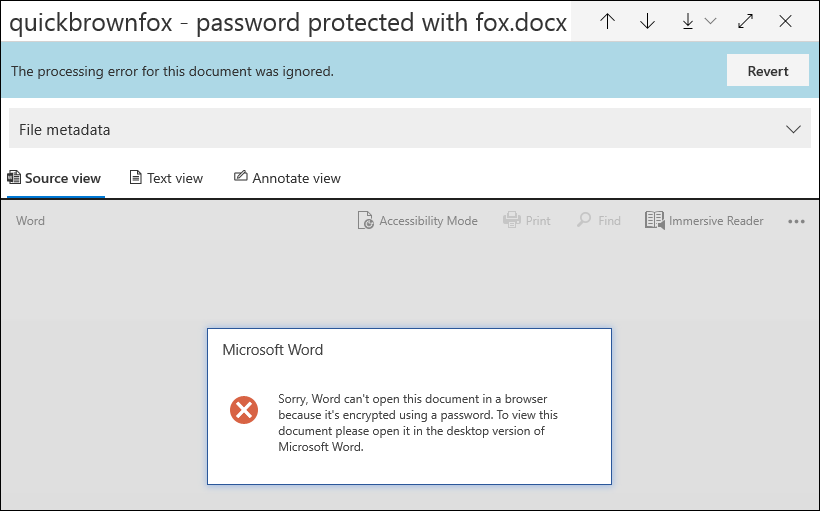 quickbrownfox - password protected with fox.docx
The processing error for this document was ignored.
Revert
File metadata
Source view
Text view
Annotate view
Word
Accessibility Mode
Print
Find
Immersive Reader
Microsoft Word
Sorry, Word can't open this document in a browser
because it's encrypted using a password. To view this
document please open it in the desktop version of
Microsoft Word.